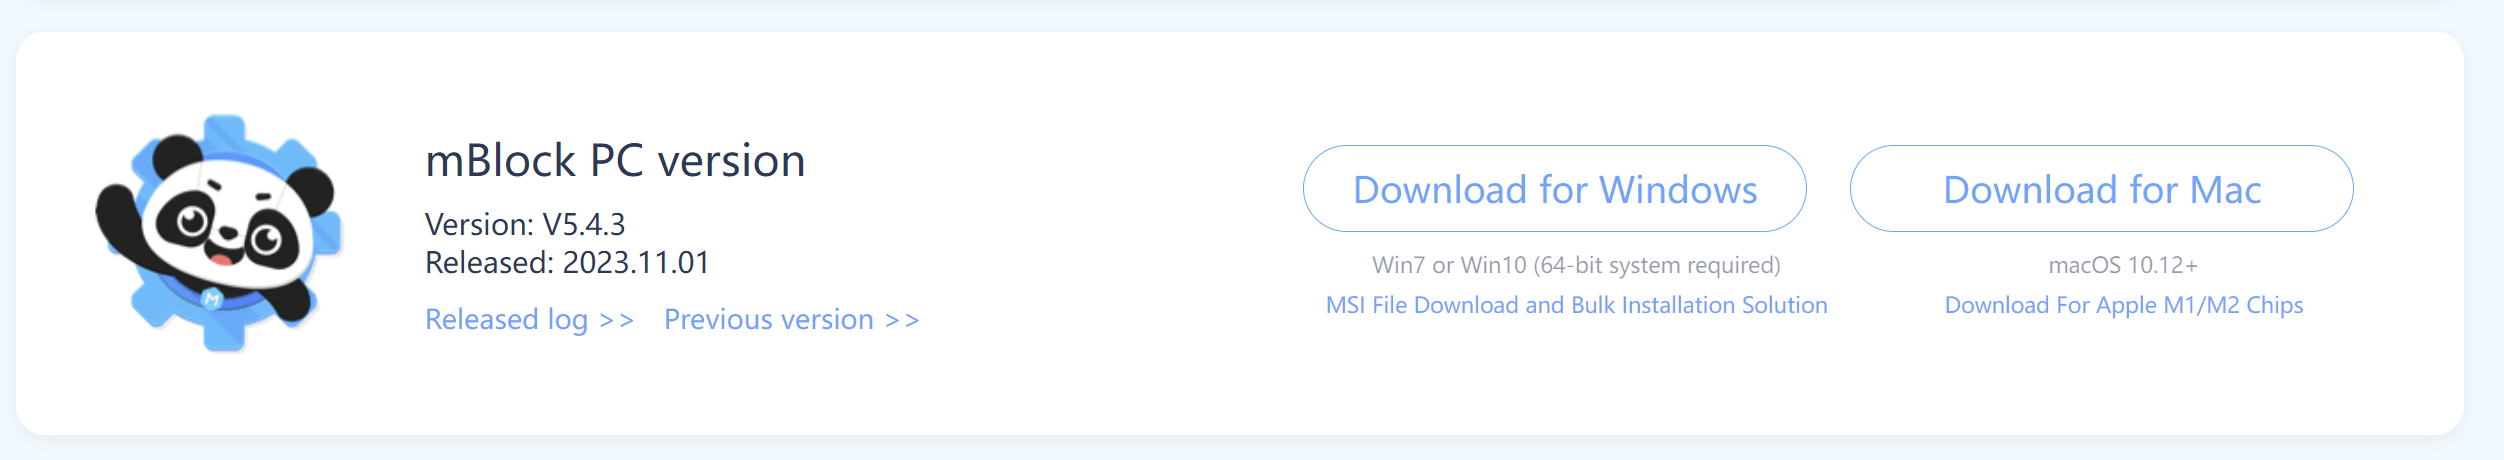 mBlock PC version
Version: V5.4.3
Released: 2023.11.01
Released log >> Previous version >>
Download for Windows
Win7 or Win10 (64-bit system required)
MSI File Download and Bulk Installation Solution
Download for Mac
macOS 10.12+
Download For Apple M1/M2 Chips
M